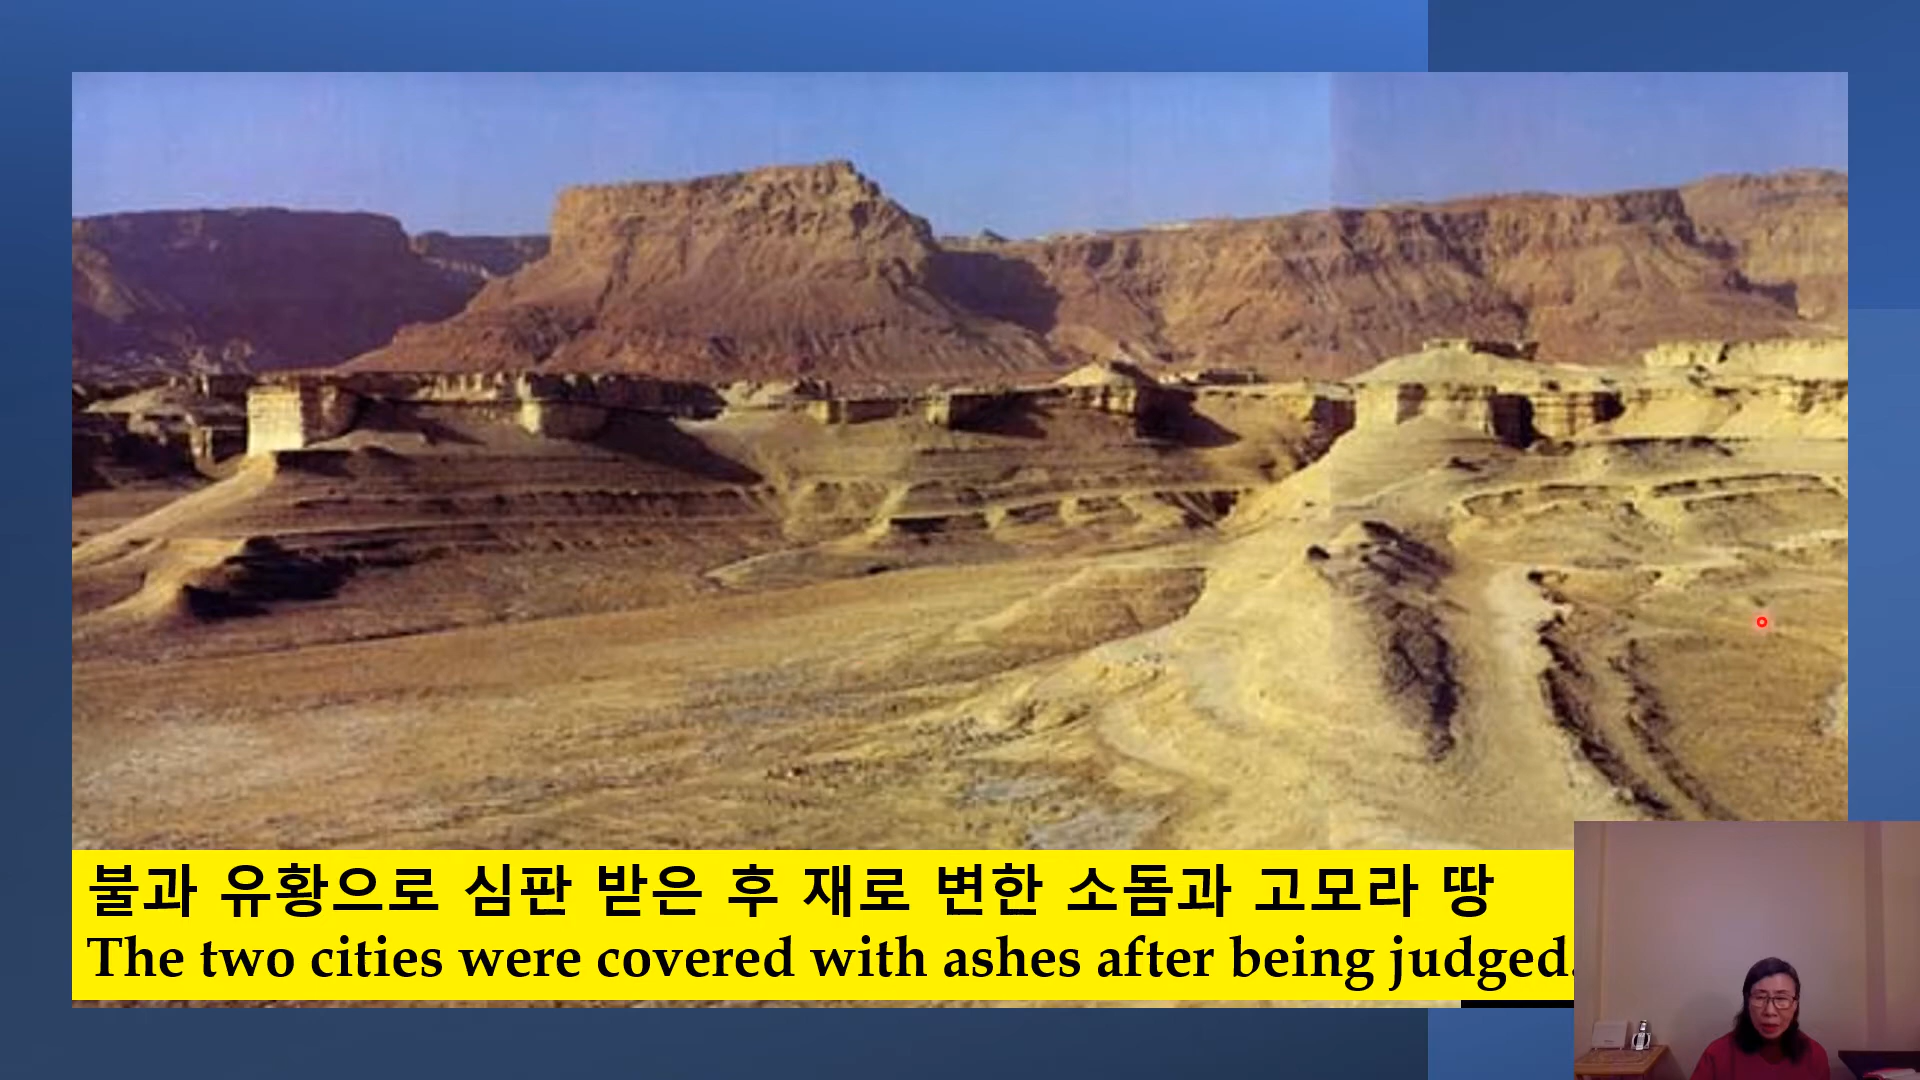 불과 유황으로 심판 받은 후 재로 변한 소돔과 고모라 땅
The two cities were covered with ashes after being judged.